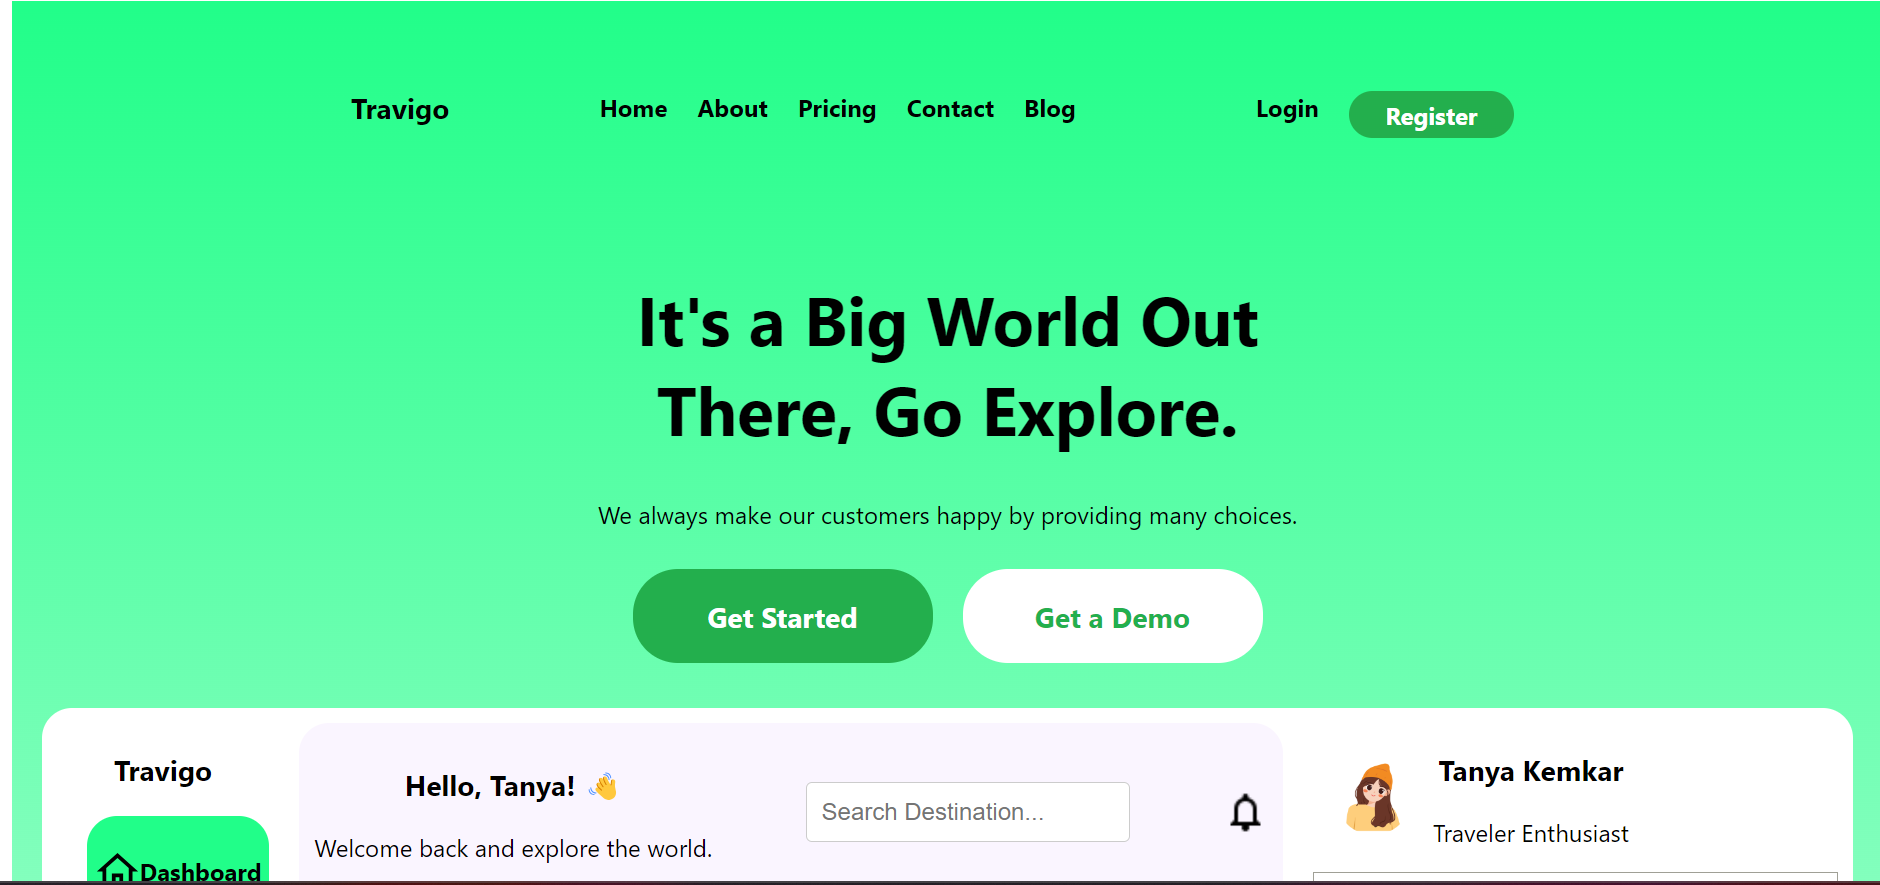 Travigo Home About Pricing Contact Blog Login Register
It's a Big World Out
There, Go Explore.
We always make our customers happy by providing many choices.
Get Started Get a Demo
Travigo
Dashboard
Hello, Tanya! 👋
Welcome back and explore the world.
Search Destination...
Tanya Kemkar
Traveler Enthusiast